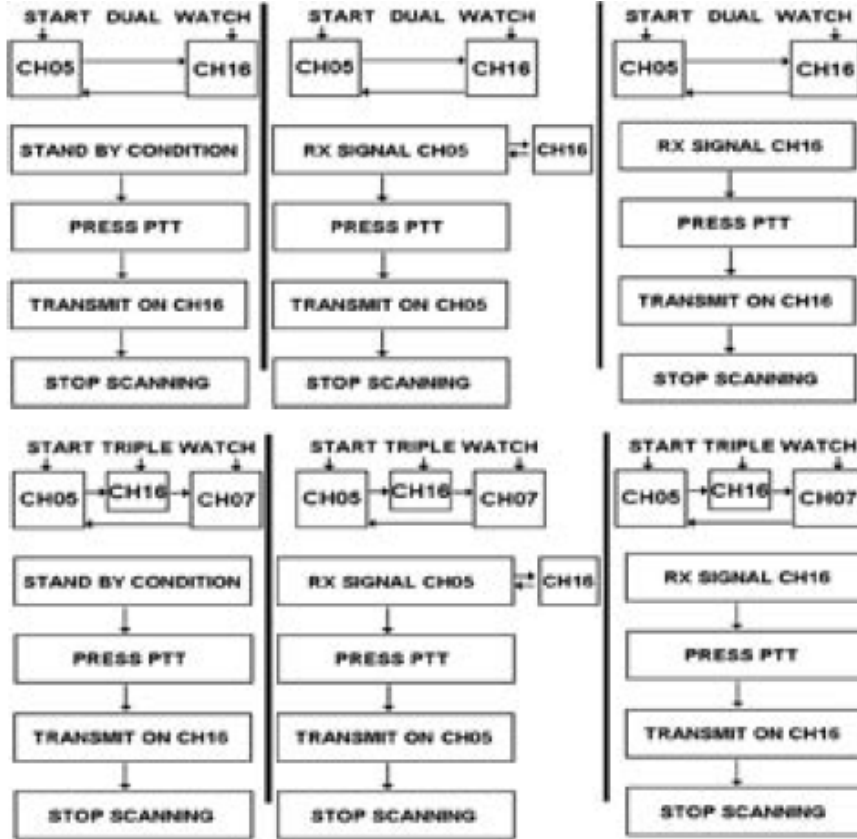 START DUAL WATCH
CH05
CH16
STAND BY CONDITION
PRESS PTT
TRANSMIT ON CH16
STOP SCANNING
START DUAL WATCH
CH05
CH16
RX SIGNAL CH05
CH16
PRESS PTT
TRANSMIT ON CH05
STOP SCANNING
START DUAL WATCH
CH05
CH16
RX SIGNAL CH16
PRESS PTT
TRANSMIT ON CH16
STOP SCANNING
START TRIPLE WATCH
CH05
CH16
CH07
STAND BY CONDITION
PRESS PTT
TRANSMIT ON CH16
STOP SCANNING
START TRIPLE WATCH
CH05
CH16
CH07
RX SIGNAL CH05
CH16
PRESS PTT
TRANSMIT ON CH05
STOP SCANNING
START TRIPLE WATCH
CH05
CH16
CH07
RX SIGNAL CH16
PRESS PTT
TRANSMIT ON CH16
STOP SCANNING